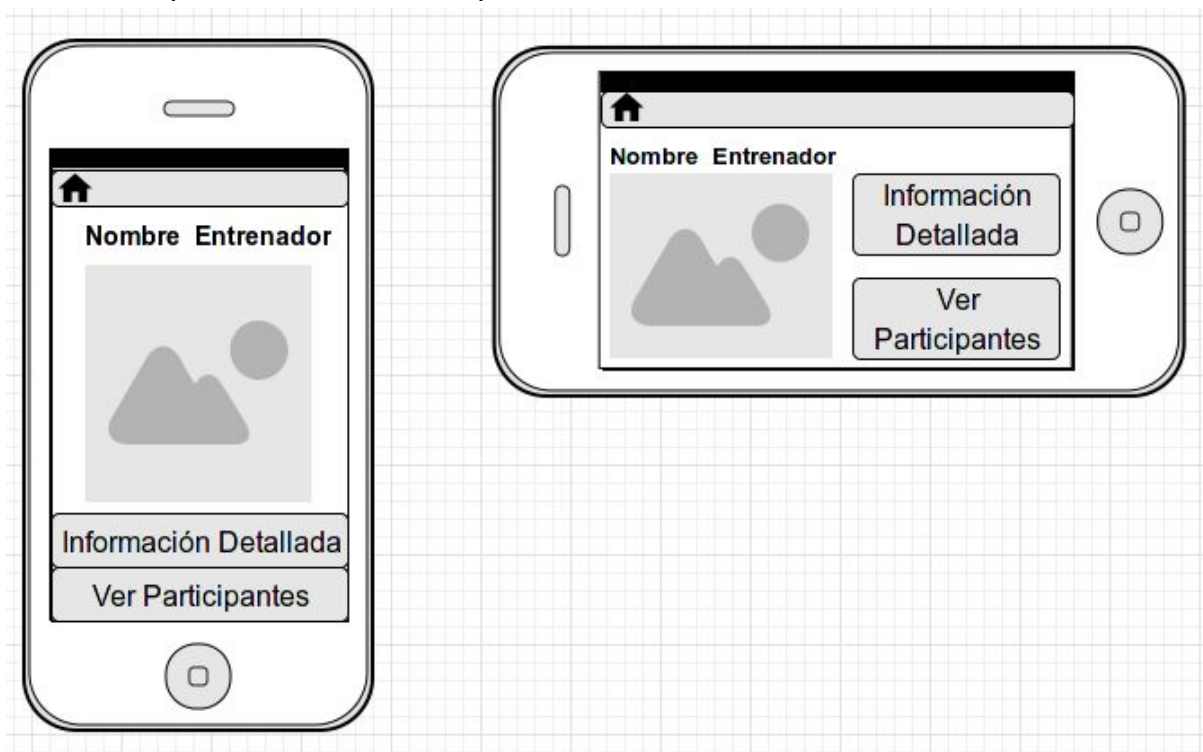 Nombre Entrenador
Información Detallada
Ver Participantes
Nombre Entrenador
Información
Detallada
Ver
Participantes